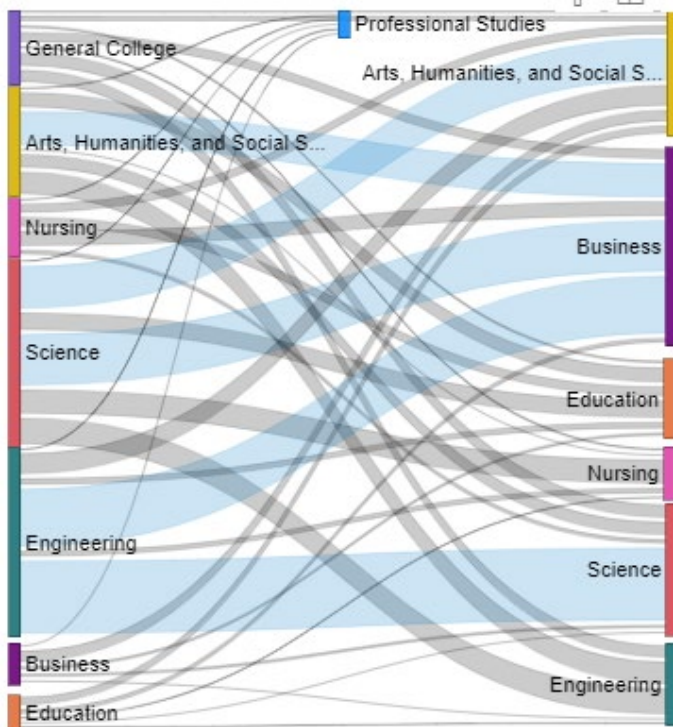 General College
Arts, Humanities, and Social S...
Nursing
Science
Engineering
Business
Education
Professional Studies
Arts, Humanities, and Social S...
Business
Education
Nursing
Science
Engineering